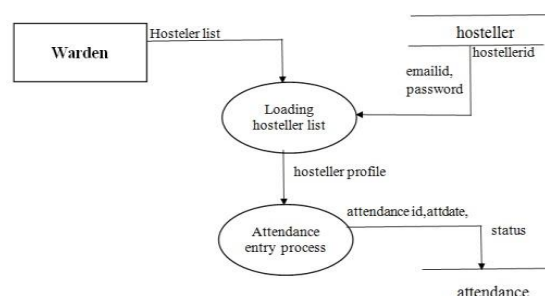 Hosteler list
Warden
hosteller
hostellerid
emailid,
password
Loading
hosteller list
hosteller profile
attendance id,attdate,
status
Attendance
entry process
attendance